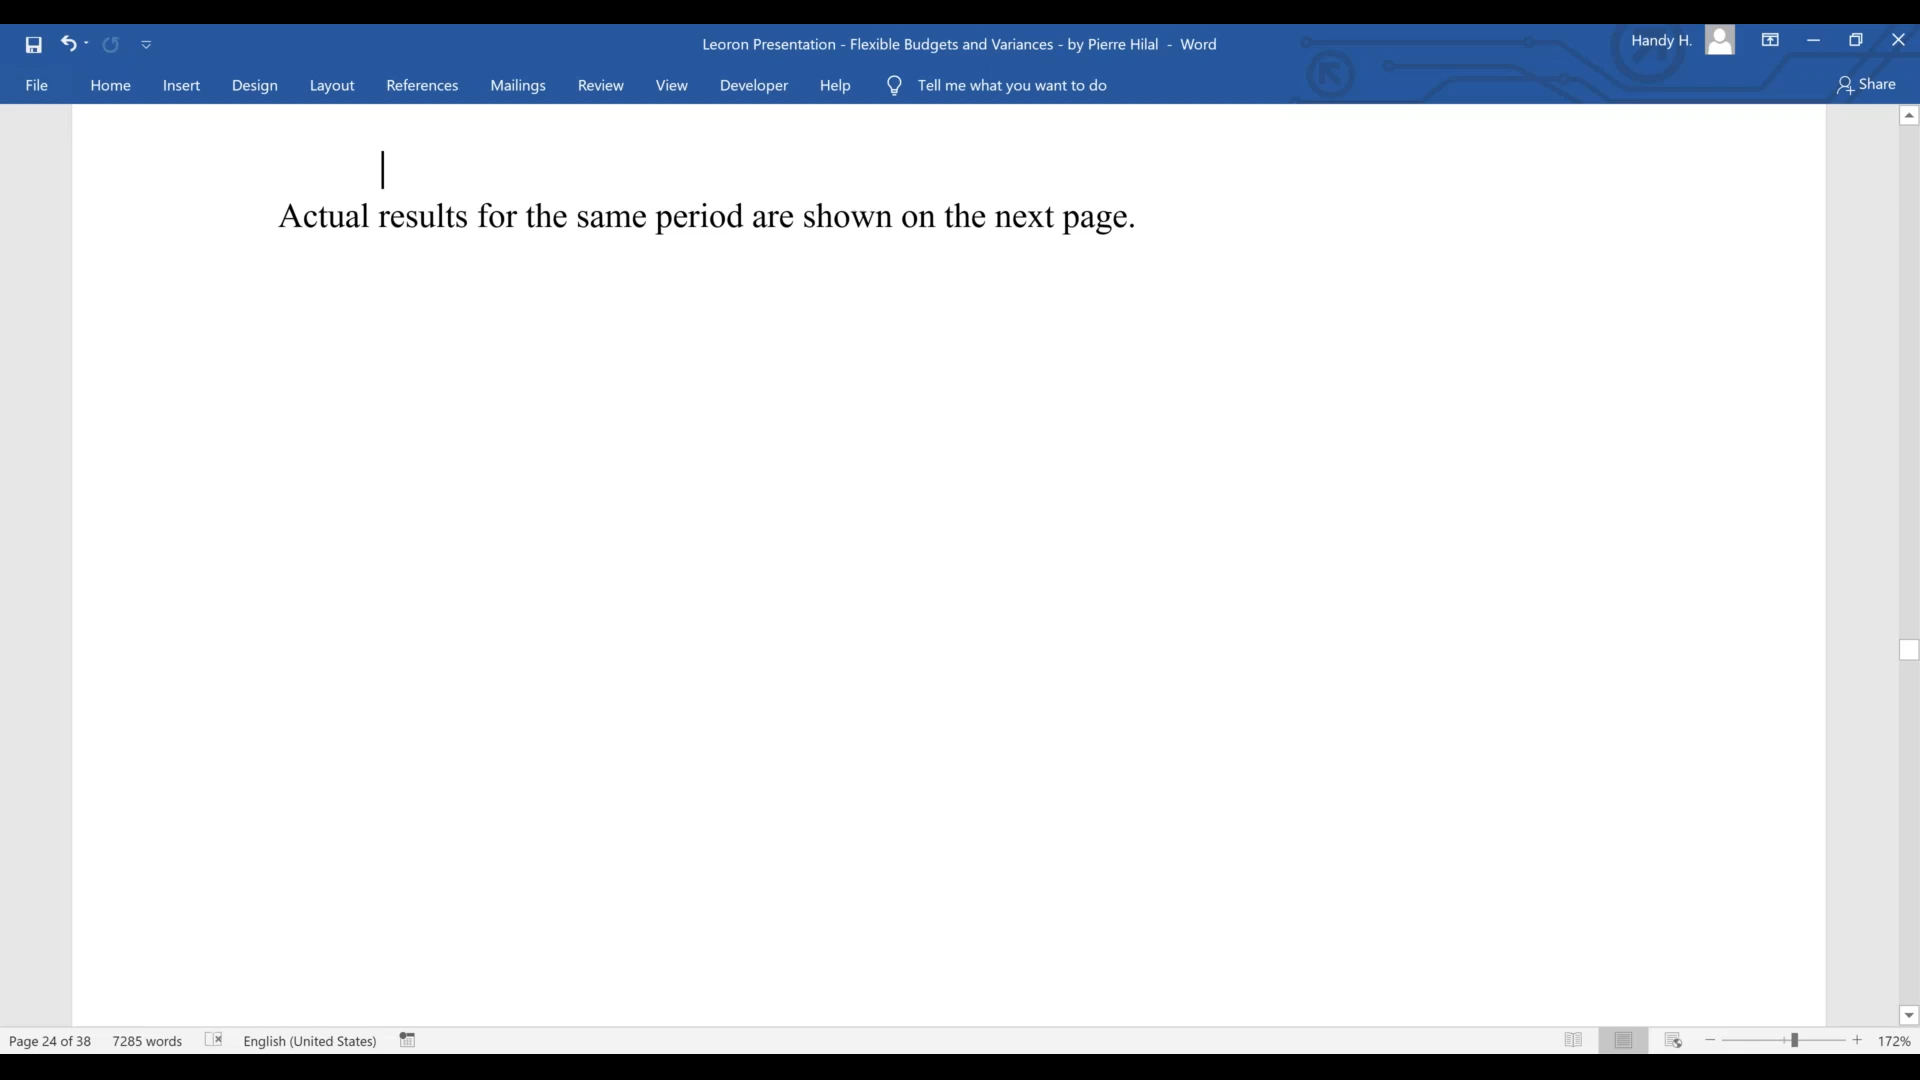 Leoron Presentation - Flexible Budgets and Variances - by Pierre Hilal - Word
Handy H.
File Home Insert Design Layout References Mailings Review View Developer Help Tell me what you want to do Share
Actual results for the same period are shown on the next page.
Page 24 of 38 7285 words English (United States) 172%